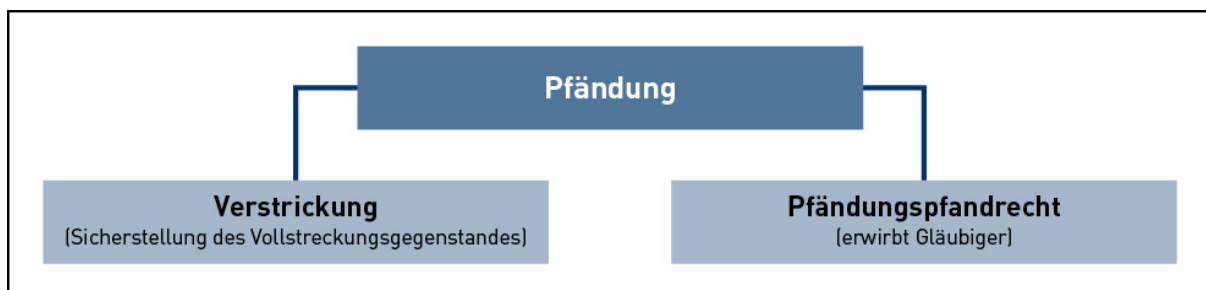 Pfändung
Verstrickung
(Sicherstellung des Vollstreckungsgegenstandes)
Pfändungspfandrecht
(erwirbt Gläubiger)